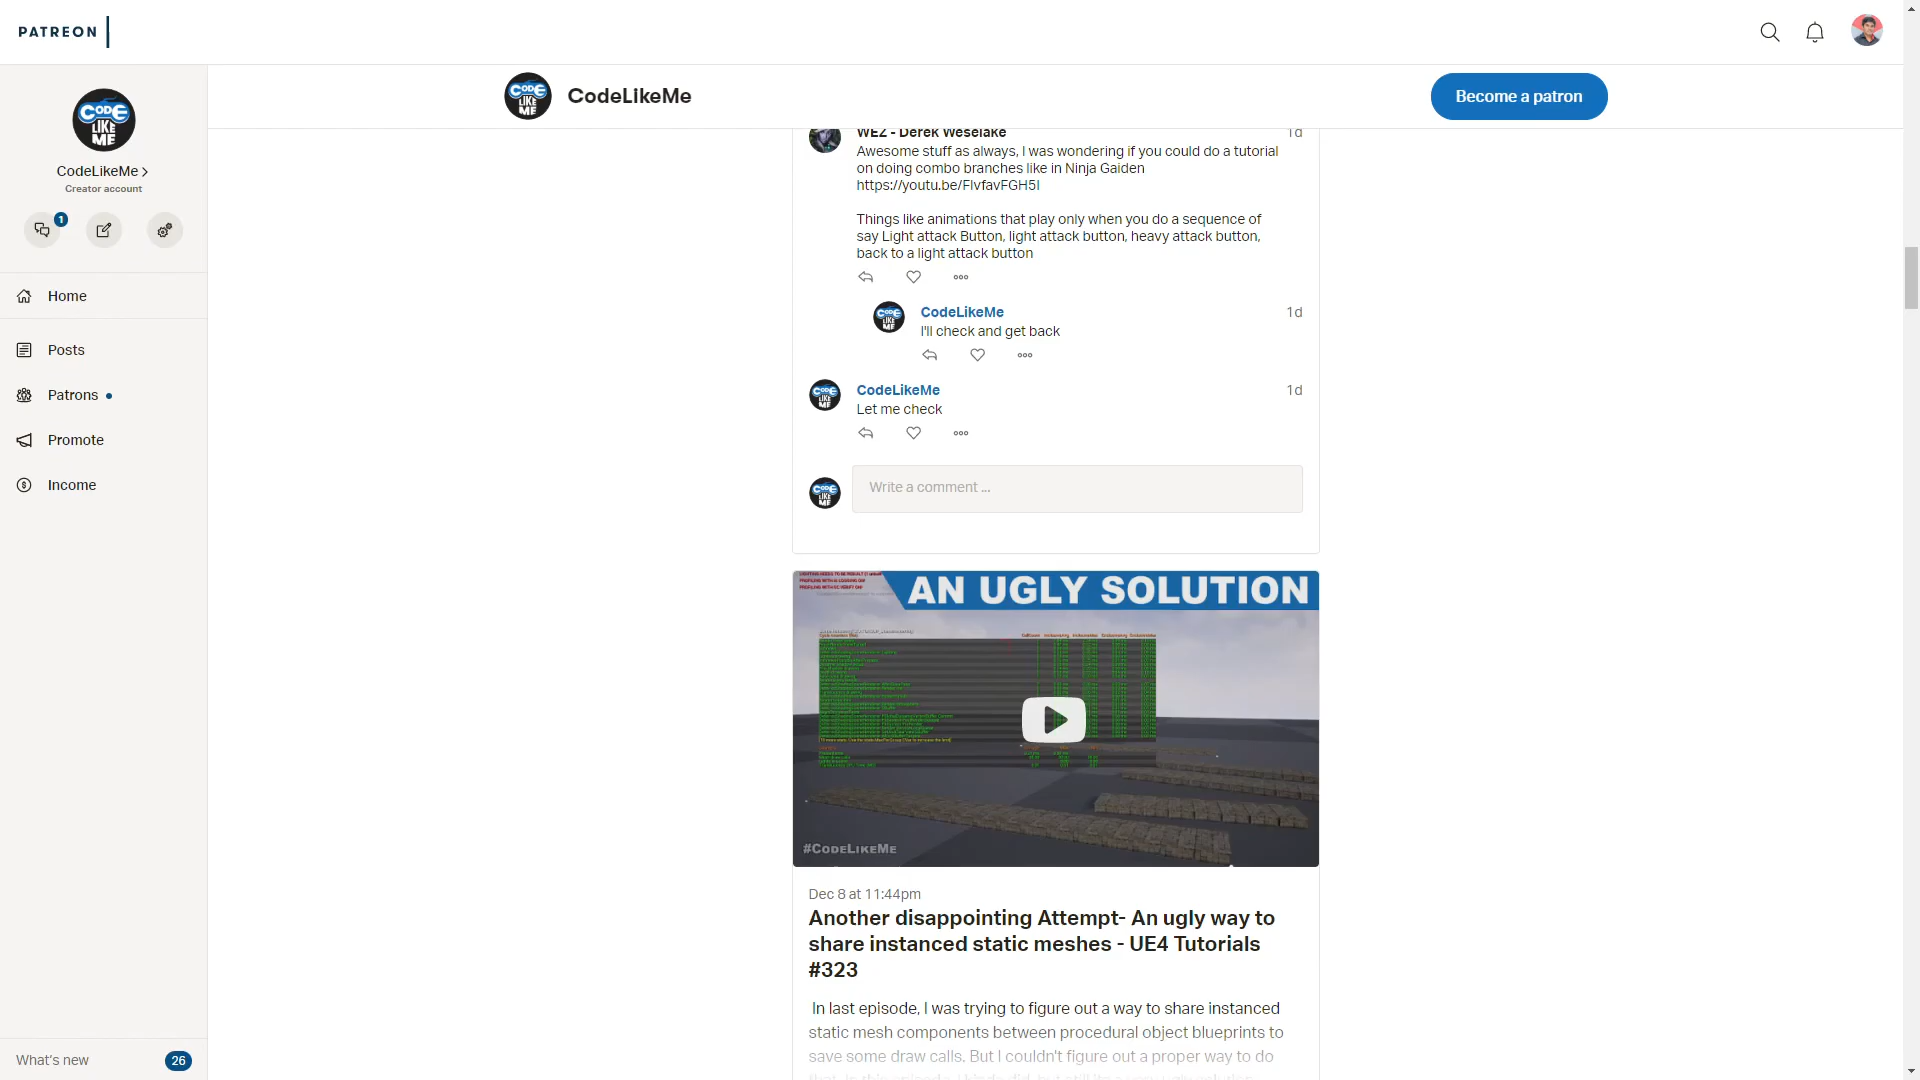 PATREON
CodeLikeMe
Become a patron
CODE
LIKE
ME
CodeLikeMe
Creator account
1
Home
Posts
Patrons
Promote
Income
What's new
26
WEZ - Derek Weselake
1d
Awesome stuff as always, I was wondering if you could do a tutorial
on doing combo branches like in Ninja Gaiden
https://youtu.be/FIvfavFGH5I
Things like animations that play only when you do a sequence of
say Light attack Button, light attack button, heavy attack button,
back to a light attack button
CodeLikeMe
1d
I'll check and get back
CodeLikeMe
1d
Let me check
Write a comment ...
AN UGLY SOLUTION
#CODELIKEME
Dec 8 at 11:44pm
Another disappointing Attempt- An ugly way to
share instanced static meshes - UE4 Tutorials
#323
In last episode, I was trying to figure out a way to share instanced
static mesh components between procedural object blueprints to
save some draw calls. But I couldn't figure out a proper way to do